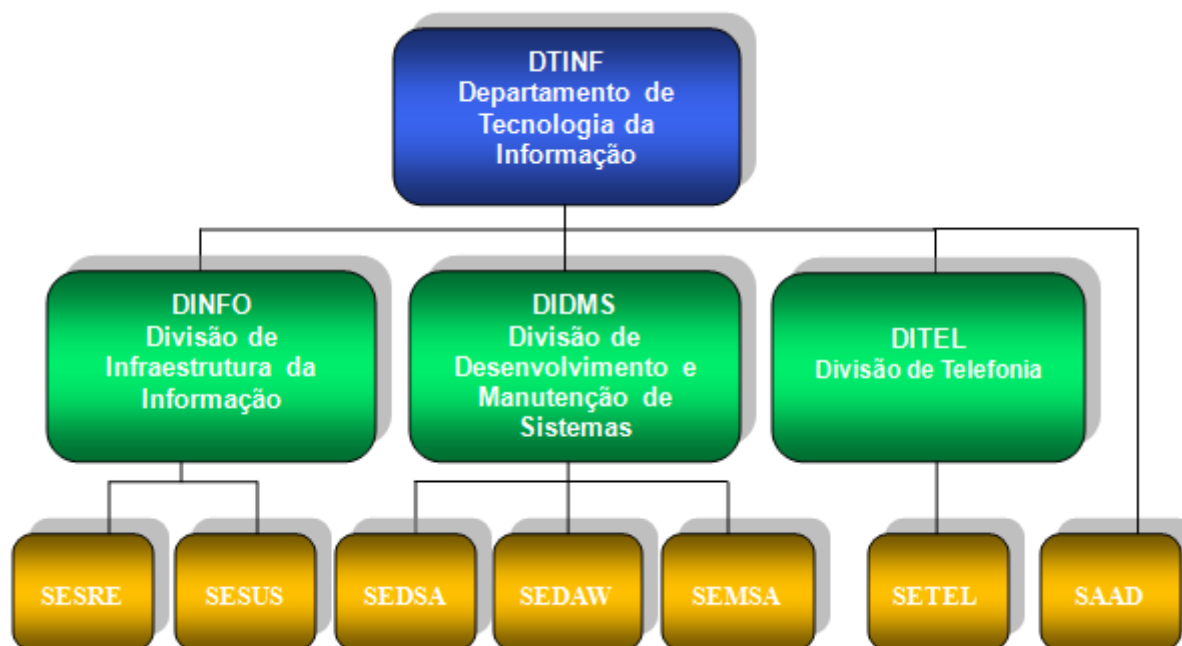 DTINF
Departamento de
Tecnologia da
Informação
DINFO
Divisão de
Infraestrutura da
Informação
DIDMS
Divisão de
Desenvolvimento e
Manutenção de
Sistemas
DITEL
Divisão de Telefonia
SESRE
SESUS
SEDSA
SEDAW
SEMSA
SETEL
SAAD